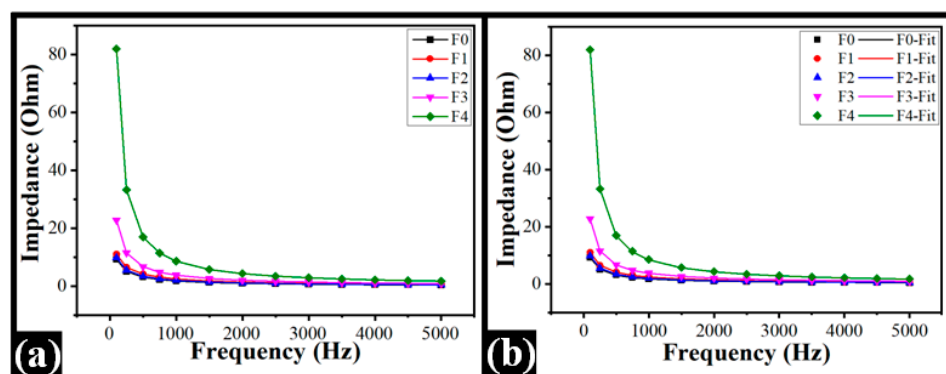 Impedance (Ohm)
80
60
40
20
0
F0
F1
F2
F3
F4
0 1000 2000 3000 4000 5000
Frequency (Hz)
(a)
Impedance (Ohm)
80
60
40
20
0
F0 F0-Fit
F1 F1-Fit
F2 F2-Fit
F3 F3-Fit
F4 F4-Fit
0 1000 2000 3000 4000 5000
Frequency (Hz)
(b)